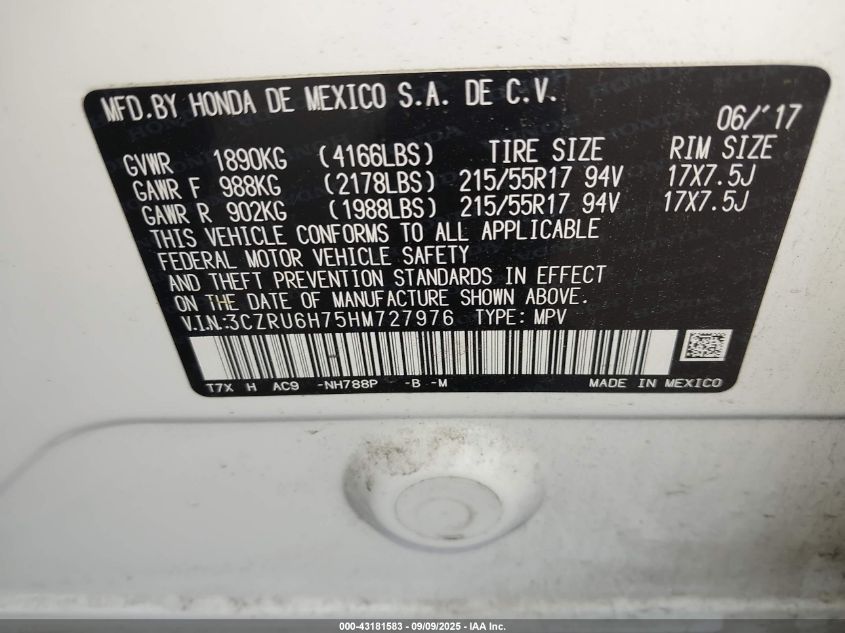 MFD.BY HONDA DE MEXICO S.A. DE C.V.
06/'17
GVWR 1890KG (4166LBS) TIRE SIZE RIM SIZE
GAWR F 988KG (2178LBS) 215/55R17 94V 17X7.5J
GAWR R 902KG (1988LBS) 215/55R17 94V 17X7.5J
THIS VEHICLE CONFORMS TO ALL APPLICABLE
FEDERAL MOTOR VEHICLE SAFETY
AND THEFT PREVENTION STANDARDS IN EFFECT
ON THE DATE OF MANUFACTURE SHOWN ABOVE.
V.I.N.:3CZRU6H75HM727976 TYPE: MPV
T7X H AC9 -NH788P -B -M MADE IN MEXICO
000-43181583 - 09/09/2025 - IAA Inc.